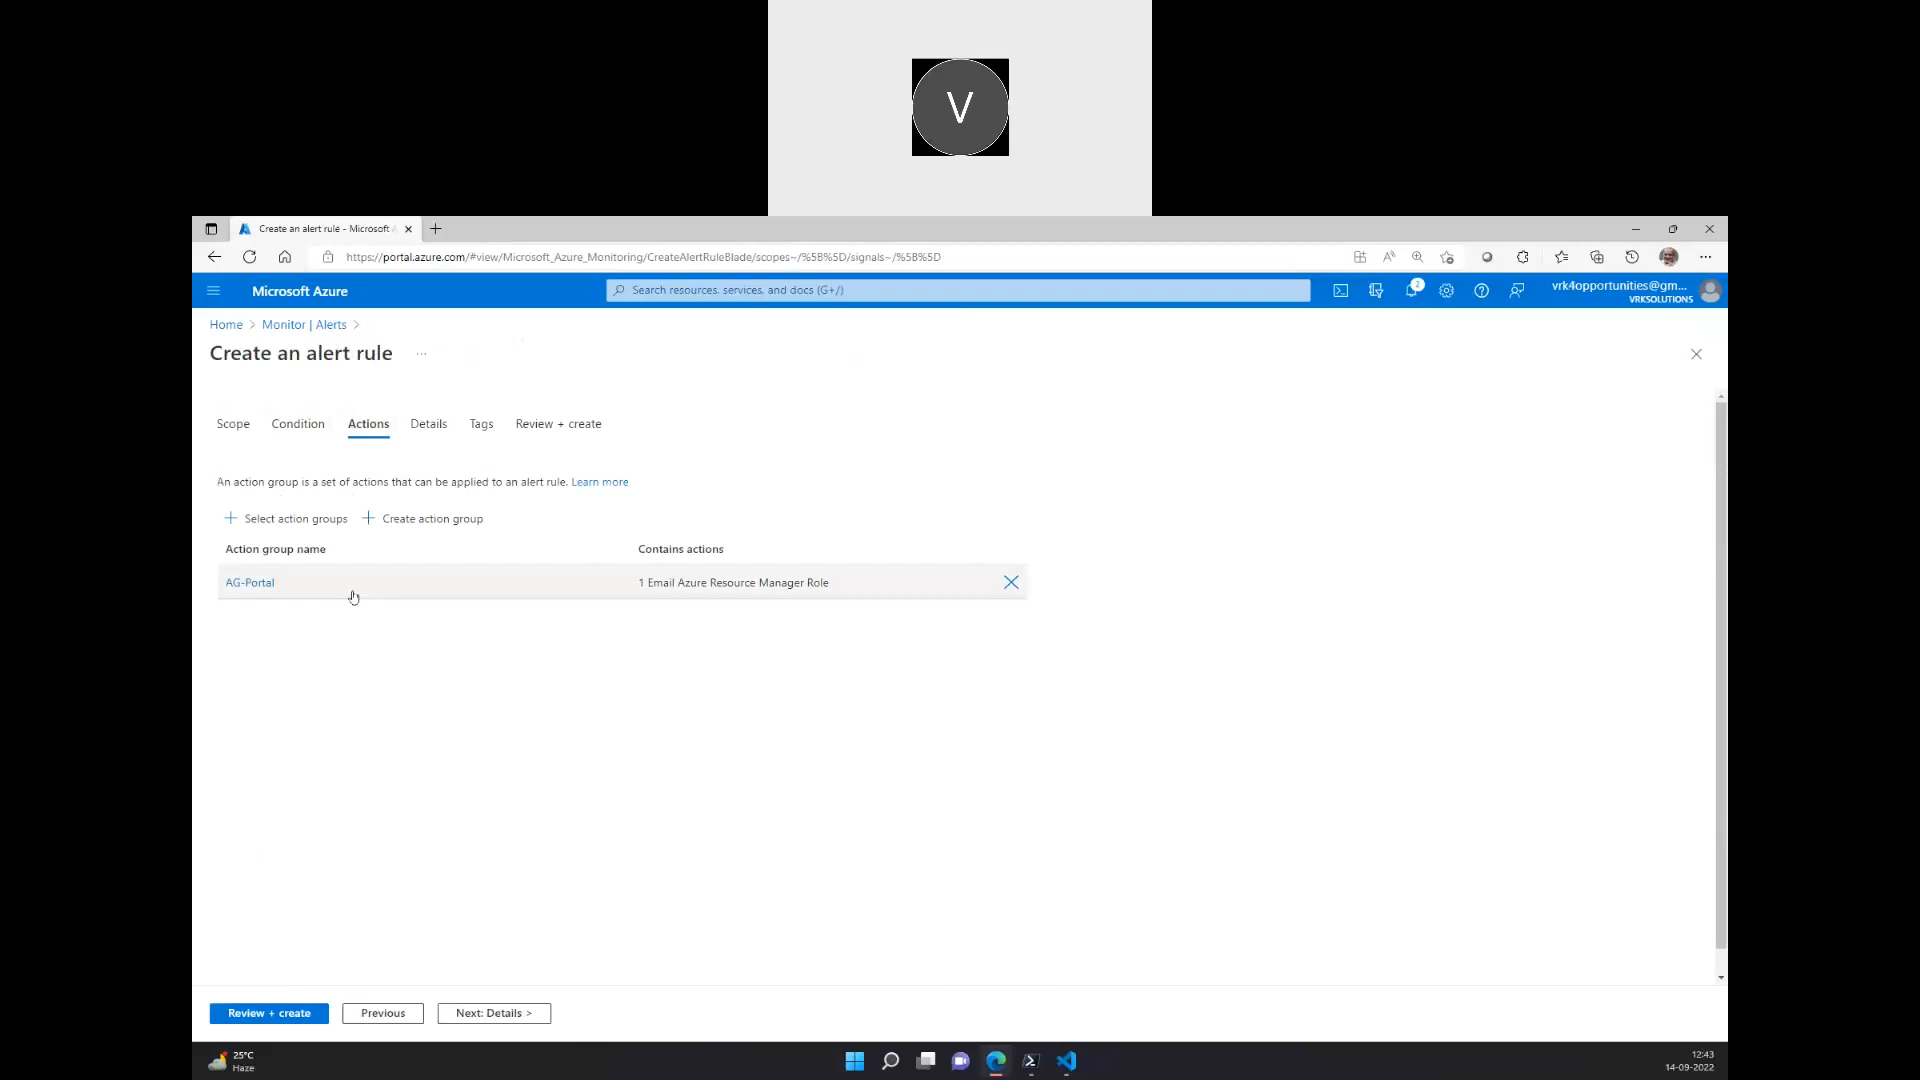 V
Create an alert rule - Microsoft
https://portal.azure.com/#view/Microsoft_Azure_Monitoring/CreateAlertRuleBlade/scopes~/%5B%5D/signals~/%5B%5D
Microsoft Azure
Search resources, services, and docs (G+/)
2
vrk4opportunities@gm...
VRKSOLUTIONS
Home > Monitor | Alerts >
Create an alert rule ...
Scope Condition Actions Details Tags Review + create
An action group is a set of actions that can be applied to an alert rule. Learn more
+ Select action groups + Create action group
Action group name Contains actions
AG-Portal 1 Email Azure Resource Manager Role
Review + create Previous Next: Details >
25°C
Haze
12:43
14-09-2022